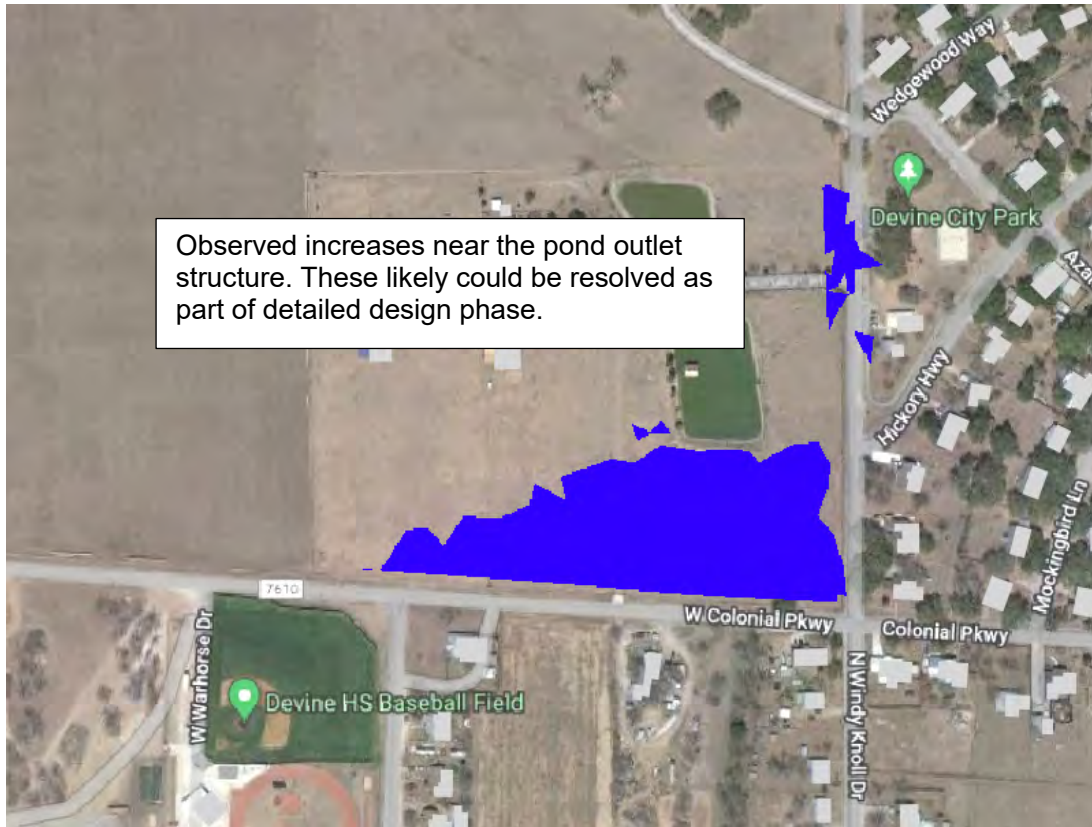 Wedgewood Way
Devine City Park
Observed increases near the pond outlet
structure. These likely could be resolved as
part of detailed design phase.
Aza
Hickory Hwy
Mockingbird Ln
7610
W Colonial Pkwy
Colonial Pkwy
W Warhorse Dr
Devine HS Baseball Field
N Windy Knoll Dr